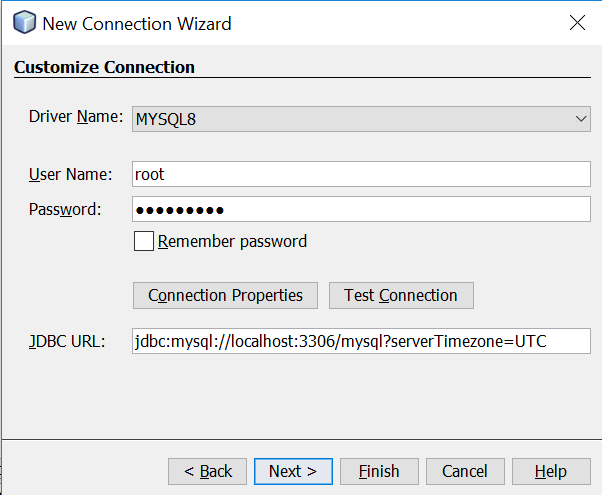 New Connection Wizard
Customize Connection
Driver Name: MYSQL8
User Name: root
Password: ●●●●●●●●●
Remember password
Connection Properties Test Connection
JDBC URL: jdbc:mysql://localhost:3306/mysql?serverTimezone=UTC
< Back Next > Finish Cancel Help